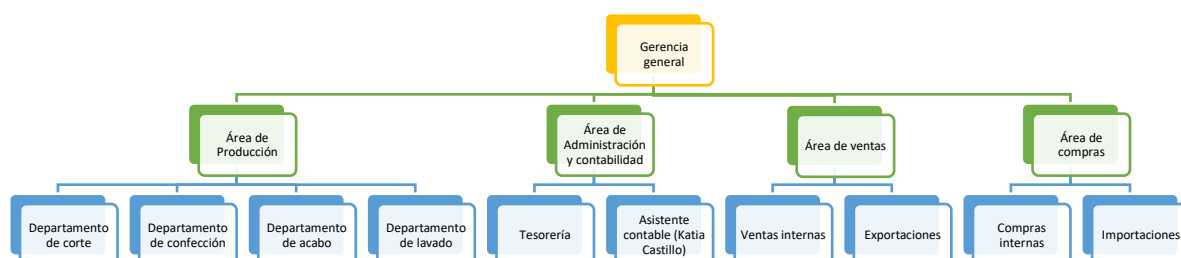 Gerencia
general
Área de
Producción
Área de
Administración
y contabilidad
Área de ventas
Área de
compras
Departamento
de corte
Departamento
de confección
Departamento
de acabo
Departamento
de lavado
Tesorería
Asistente
contable (Katia
Castillo)
Ventas internas
Exportaciones
Compras
internas
Importaciones